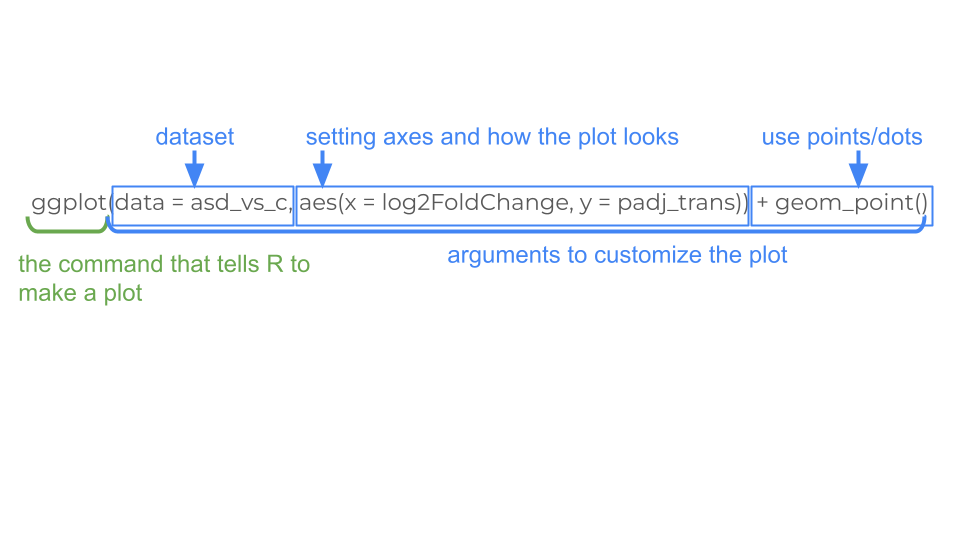 dataset
setting axes and how the plot looks
use points/dots
ggplot(data = asd_vs_c, aes(x = log2FoldChange, y = padj_trans)) + geom_point()
the command that tells R to
make a plot
arguments to customize the plot